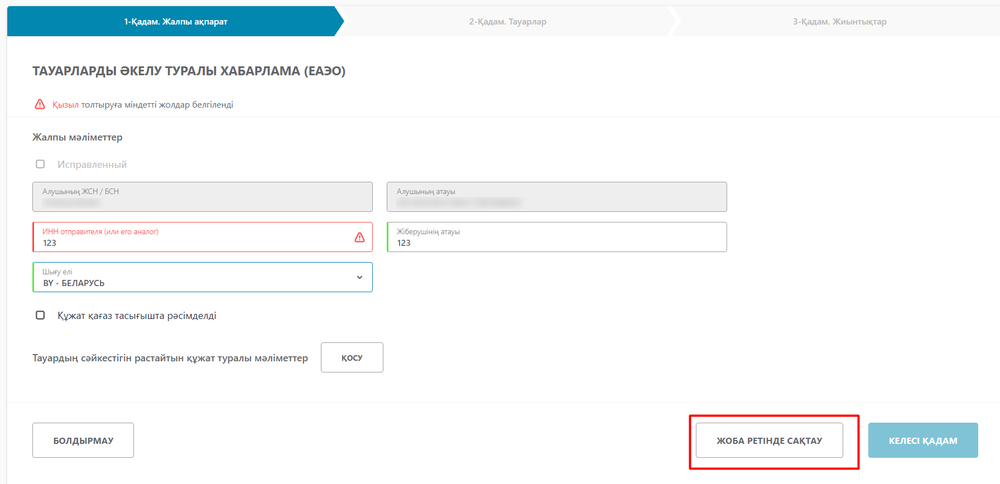 1-Қадам. Жалпы ақпарат
2-Қадам. Тауарлар
3-Қадам. Жиынтықтар
ТАУАРЛАРДЫ ӘКЕЛУ ТУРАЛЫ ХАБАРЛАМА (ЕАЭО)
Қызыл толтыруға міндетті жолдар белгіленді
Жалпы мәліметтер
Исправленный
Алушының ЖСН / БСН
Алушының атауы
ИНН отправителя (или его аналог)
123
Жіберушінің атауы
123
Шығу елі
BY - БЕЛАРУСЬ
Құжат қағаз тасығышта рәсімделді
Тауардың сәйкестігін растайтын құжат туралы мәліметтер
ҚОСУ
БОЛДЫРМАУ
ЖОБА РЕТІНДЕ САҚТАУ
КЕЛЕСІ ҚАДАМ